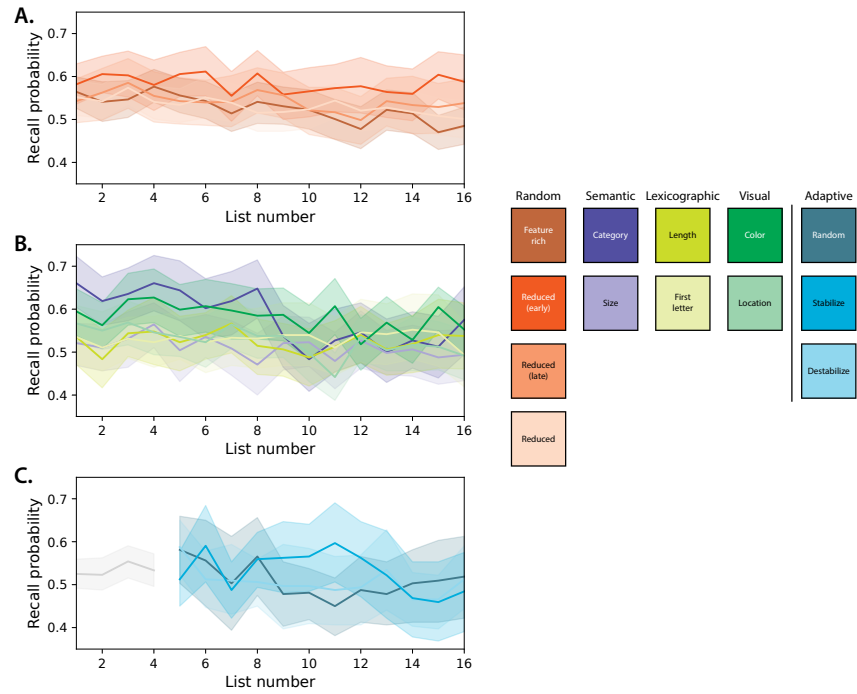 A.
0.7
0.6
0.5
0.4
Recall probability
2 4 6 8 10 12 14 16
List number
B.
0.7
0.6
0.5
0.4
Recall probability
2 4 6 8 10 12 14 16
List number
C.
0.7
0.6
0.5
0.4
Recall probability
2 4 6 8 10 12 14 16
List number
Random Semantic Lexicographic Visual Adaptive
Feature
rich
Category
Length
Color
Random
Reduced
(early)
Size
First
letter
Location
Stabilize
Reduced
(late)
Destabilize
Reduced